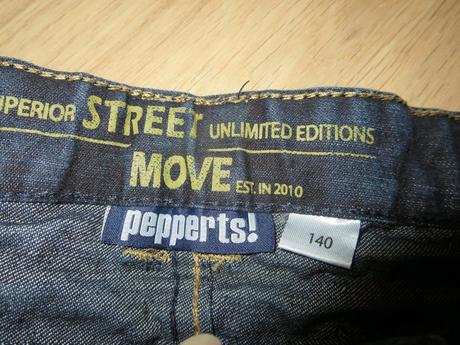 UPERIOR STREET UNLIMITED EDITIONS
MOVE EST. IN 2010
pepperts!
140